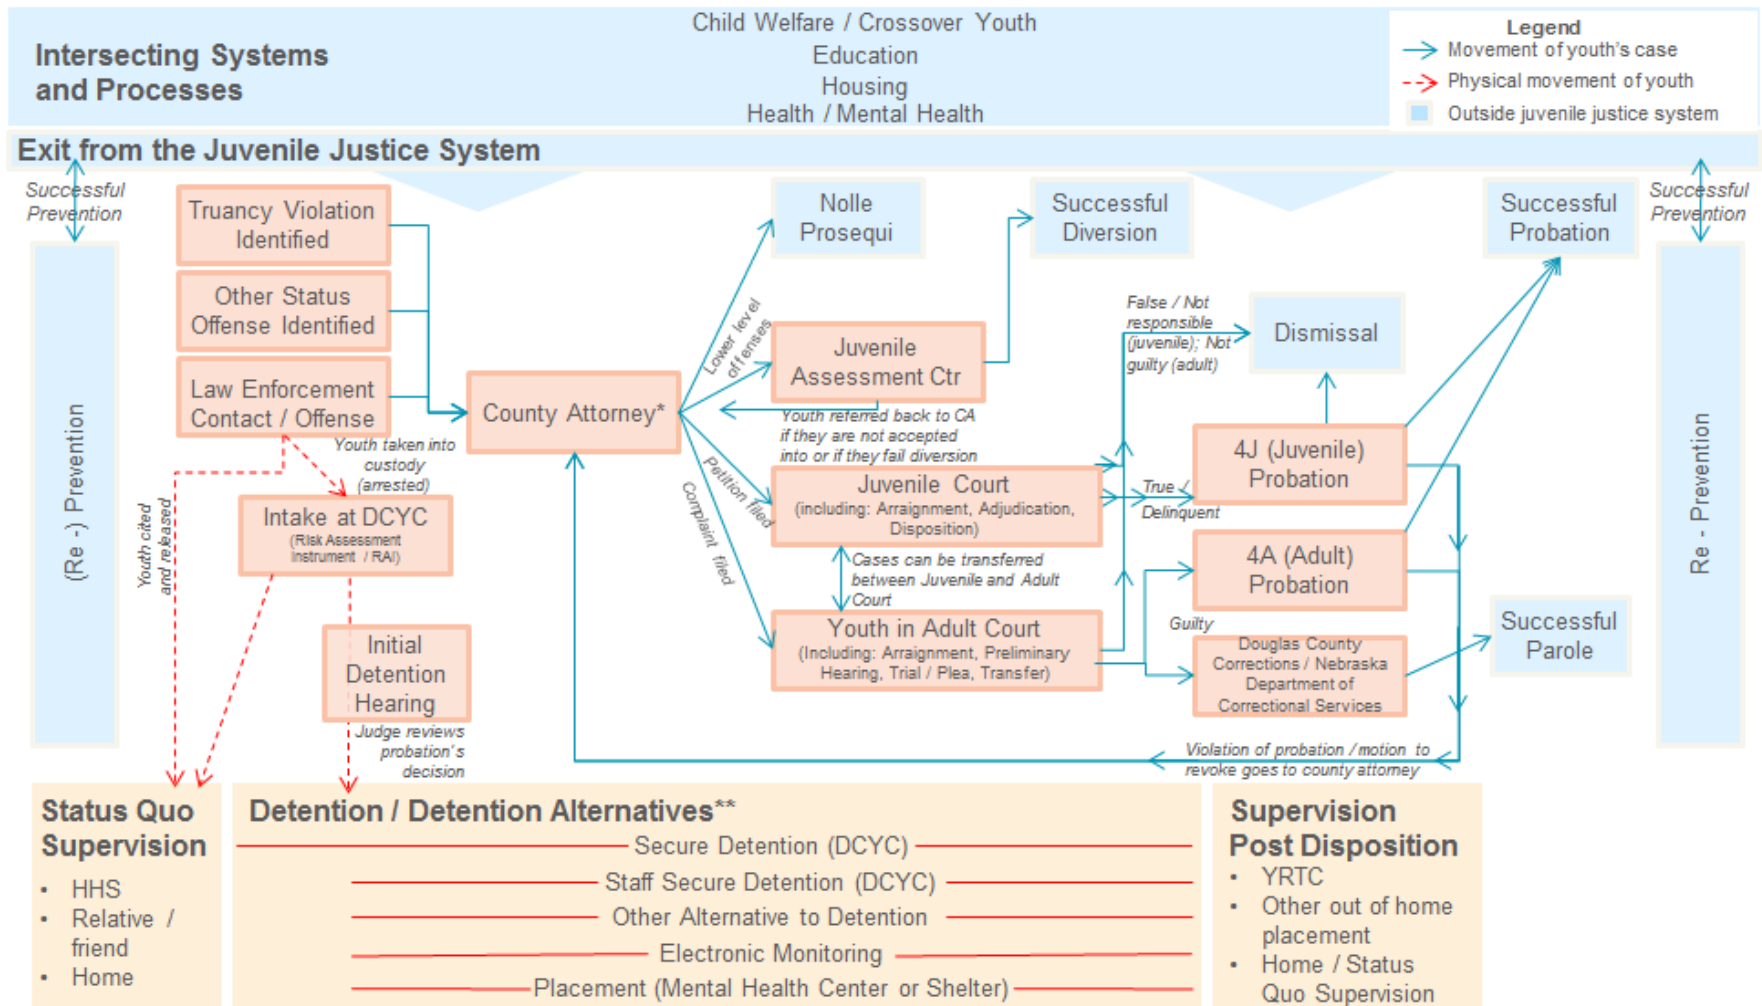 Intersecting Systems
and Processes
Child Welfare / Crossover Youth
Education
Housing
Health / Mental Health
Legend
Movement of youth's case
Physical movement of youth
Outside juvenile justice system
Exit from the Juvenile Justice System
Successful
Prevention
(Re -) Prevention
Truancy Violation
Identified
Other Status
Offense Identified
Law Enforcement
Contact / Offense
Youth taken into
custody
(arrested)
Youth cited
and released
Intake at DCYC
(Risk Assessment
Instrument / RAI)
Initial
Detention
Hearing
Judge reviews
probation's
decision
County Attorney*
Lower level
offenses
Petition filed
Complaint filed
Nolle
Prosequi
Successful
Diversion
Juvenile
Assessment Ctr
Youth referred back to CA
if they are not accepted
into or if they fail diversion
Juvenile Court
(including: Arraignment, Adjudication,
Disposition)
Cases can be transferred
between Juvenile and Adult
Court
Youth in Adult Court
(Including: Arraignment, Preliminary
Hearing, Trial / Plea, Transfer)
False / Not
responsible
(juvenile); Not
guilty (adult)
Dismissal
True /
Delinquent
4J (Juvenile)
Probation
4A (Adult)
Probation
Guilty
Douglas County
Corrections / Nebraska
Department of
Correctional Services
Successful
Probation
Successful
Parole
Violation of probation / motion to
revoke goes to county attorney
Successful
Prevention
Re - Prevention
Status Quo
Supervision
• HHS
• Relative /
friend
• Home
Detention / Detention Alternatives**
Secure Detention (DCYC)
Staff Secure Detention (DCYC)
Other Alternative to Detention
Electronic Monitoring
Placement (Mental Health Center or Shelter)
Supervision
Post Disposition
• YRTC
• Other out of home
placement
• Home / Status
Quo Supervision